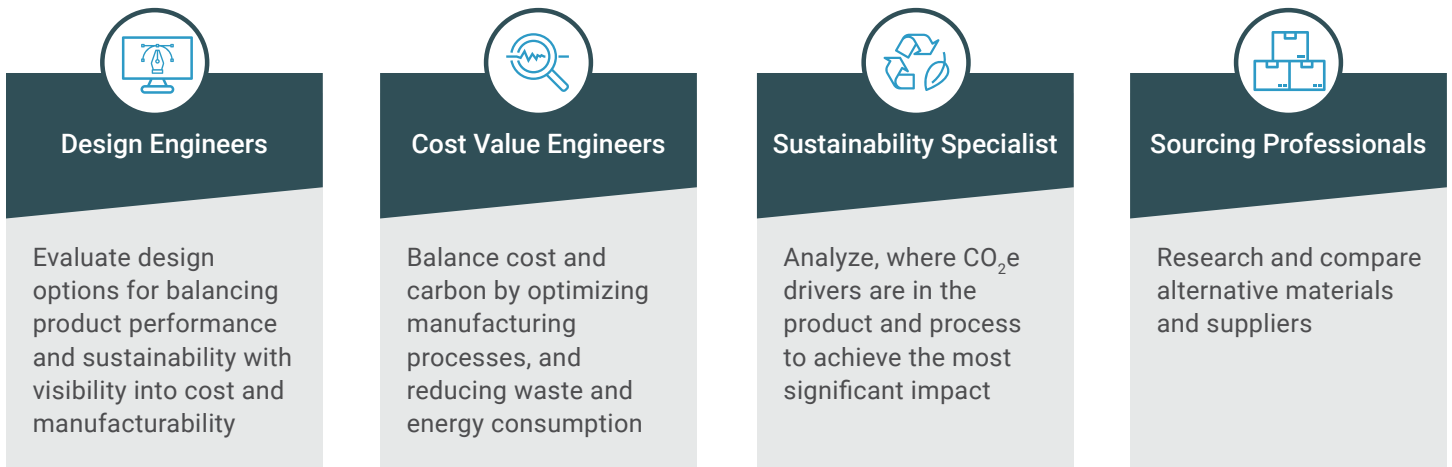 Design Engineers
Evaluate design
options for balancing
product performance
and sustainability with
visibility into cost and
manufacturability
Cost Value Engineers
Balance cost and
carbon by optimizing
manufacturing
processes, and
reducing waste and
energy consumption
Sustainability Specialist
Analyze, where CO₂e
drivers are in the
product and process
to achieve the most
significant impact
Sourcing Professionals
Research and compare
alternative materials
and suppliers